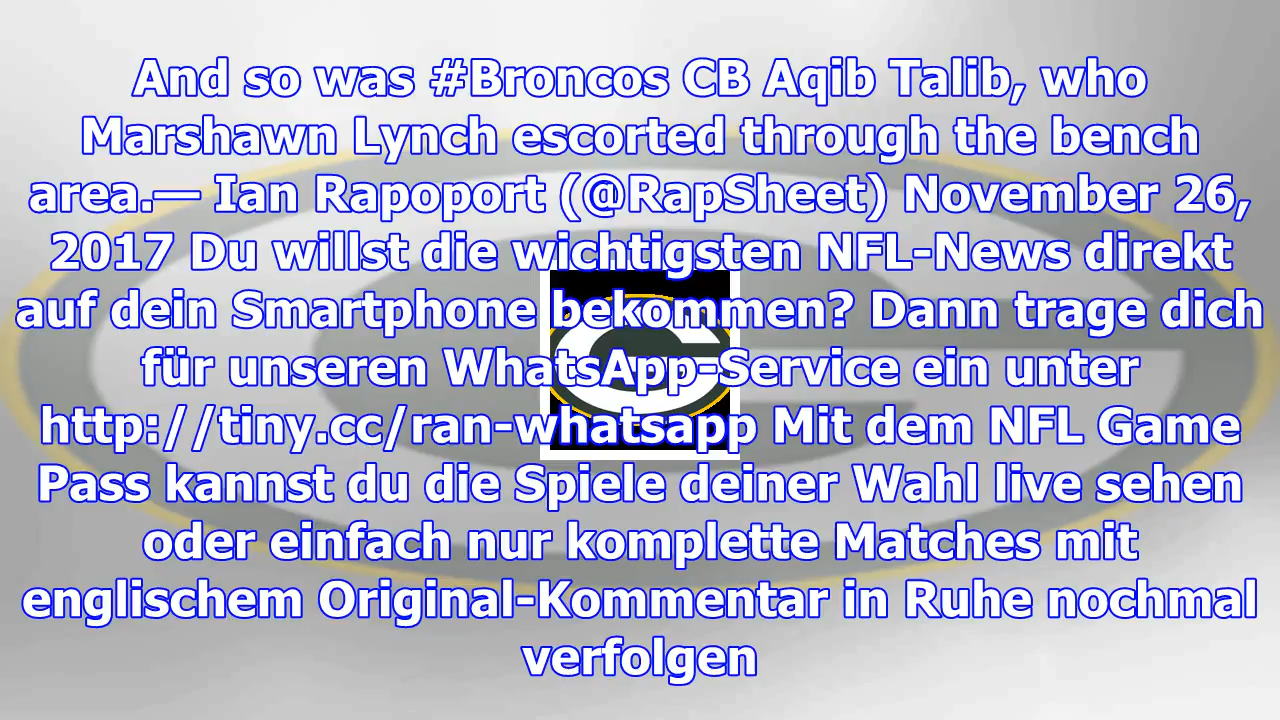 And so was #Broncos CB Aqib Talib, who
Marshawn Lynch escorted through the bench
area.— Ian Rapoport (@RapSheet) November 26,
2017 Du willst die wichtigsten NFL-News direkt
auf dein Smartphone bekommen? Dann trage dich
für unseren WhatsApp-Service ein unter
http://tiny.cc/ran-whatsapp Mit dem NFL Game
Pass kannst du die Spiele deiner Wahl live sehen
oder einfach nur komplette Matches mit
englischem Original-Kommentar in Ruhe nochmal
verfolgen